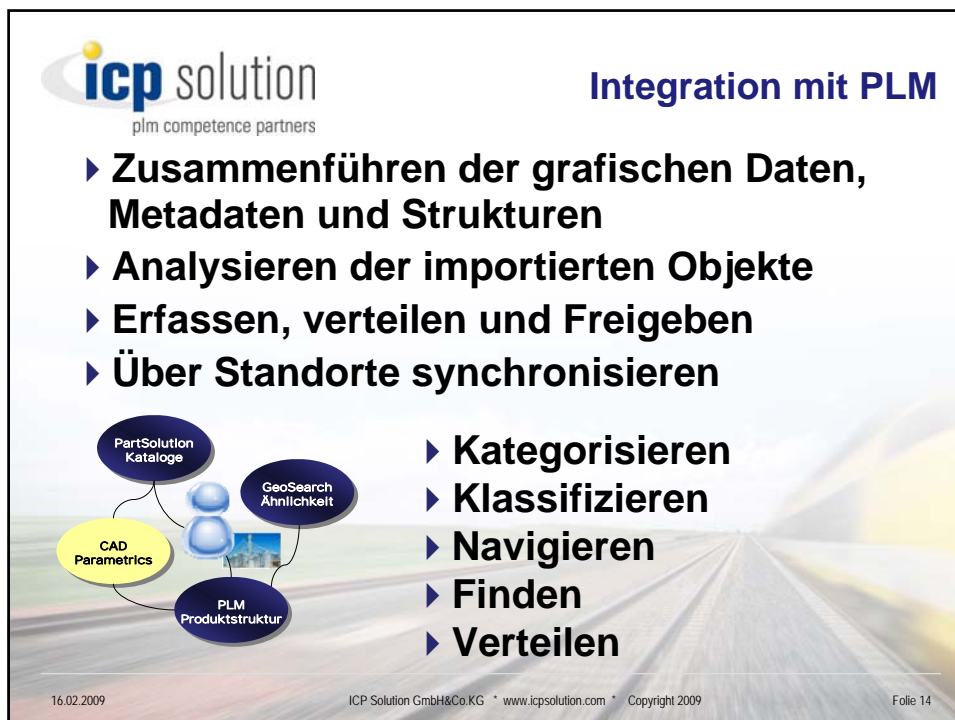 icp solution
plm competence partners
Integration mit PLM
Zusammenführen der grafischen Daten,
Metadaten und Strukturen
Analysieren der importierten Objekte
Erfassen, verteilen und Freigeben
Über Standorte synchronisieren
PartSolution
Kataloge
GeoSearch
Ähnlichkeit
CAD
Parametrics
PLM
Produktstruktur
Kategorisieren
Klassifizieren
Navigieren
Finden
Verteilen
16.02.2009
ICP Solution GmbH&Co.KG * www.icpsolution.com * Copyright 2009
Folie 14